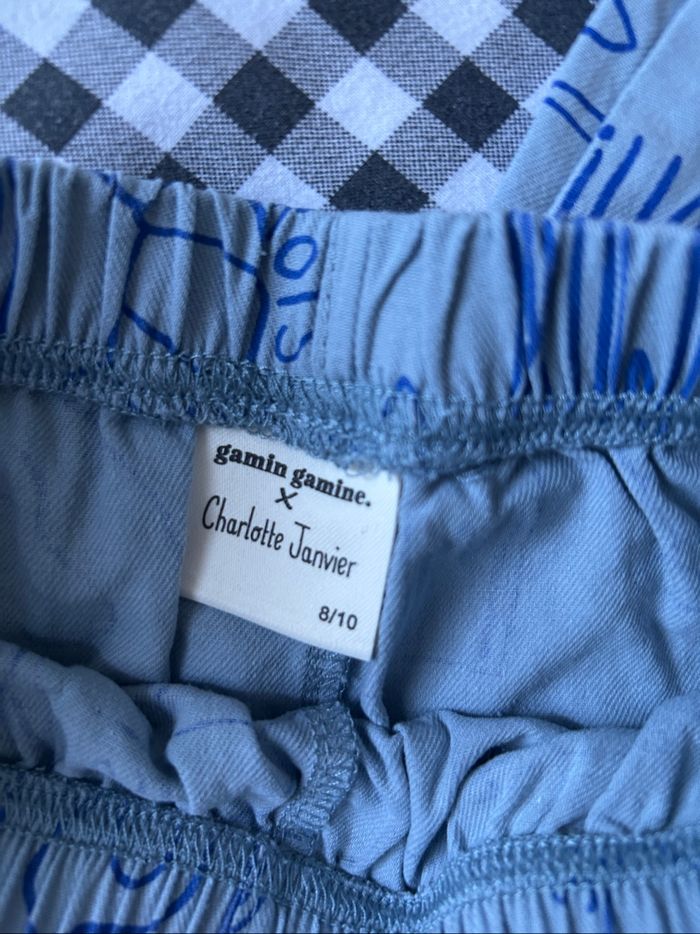 gamin gamine.
X
Charlotte Janvier
8/10